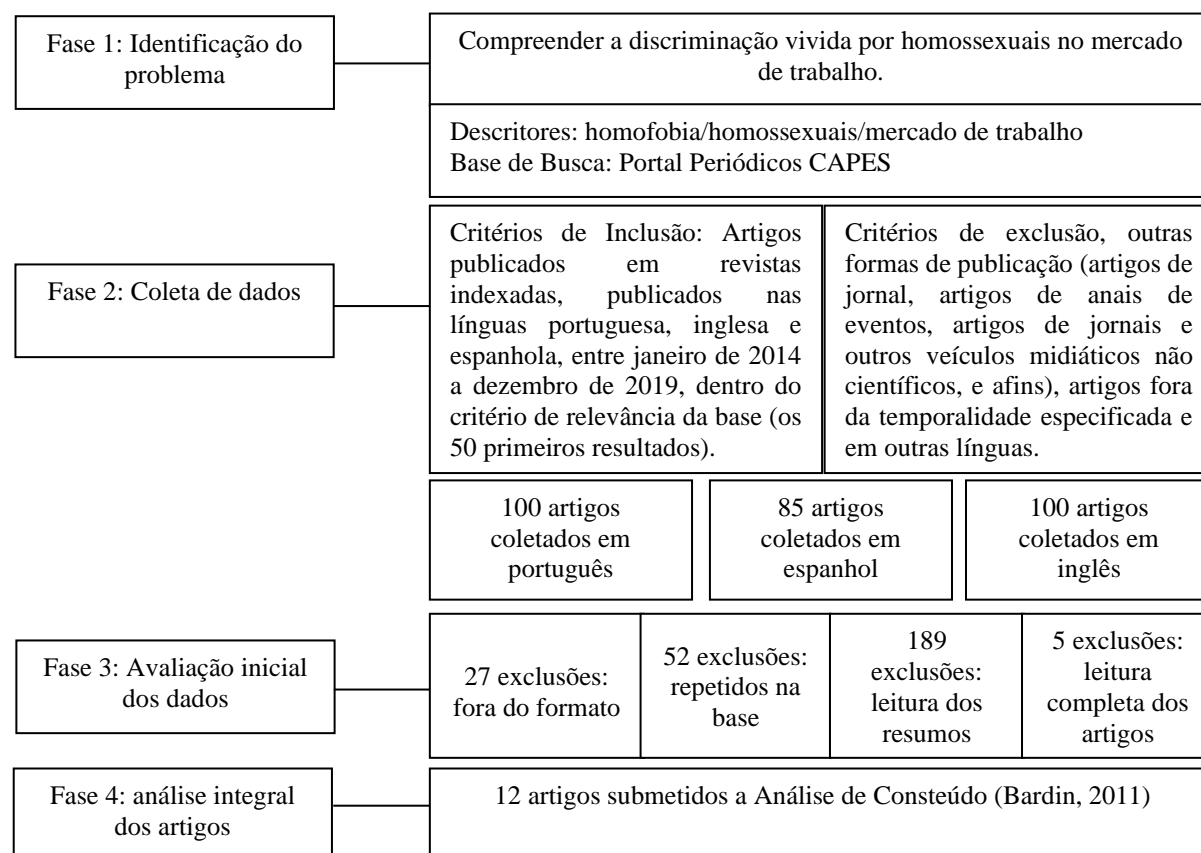 Fase 1: Identificação do
problema
Compreender a discriminação vivida por homossexuais no mercado
de trabalho.
Descritores: homofobia/homossexuais/mercado de trabalho
Base de Busca: Portal Periódicos CAPES
Fase 2: Coleta de dados
Critérios de Inclusão: Artigos
publicados em revistas
indexadas, publicados nas
línguas portuguesa, inglesa e
espanhola, entre janeiro de 2014
a dezembro de 2019, dentro do
critério de relevância da base (os
50 primeiros resultados).
Critérios de exclusão, outras
formas de publicação (artigos de
jornal, artigos de anais de
eventos, artigos de jornais e
outros veículos midiáticos não
científicos, e afins), artigos fora
da temporalidade especificada e
em outras línguas.
100 artigos
coletados em
português
85 artigos
coletados em
espanhol
100 artigos
coletados em
inglês
Fase 3: Avaliação inicial
dos dados
27 exclusões:
fora do formato
52 exclusões:
repetidos na
base
189
exclusões:
leitura dos
resumos
5 exclusões:
leitura
completa dos
artigos
Fase 4: análise integral
dos artigos
12 artigos submetidos a Análise de Consteúdo (Bardin, 2011)